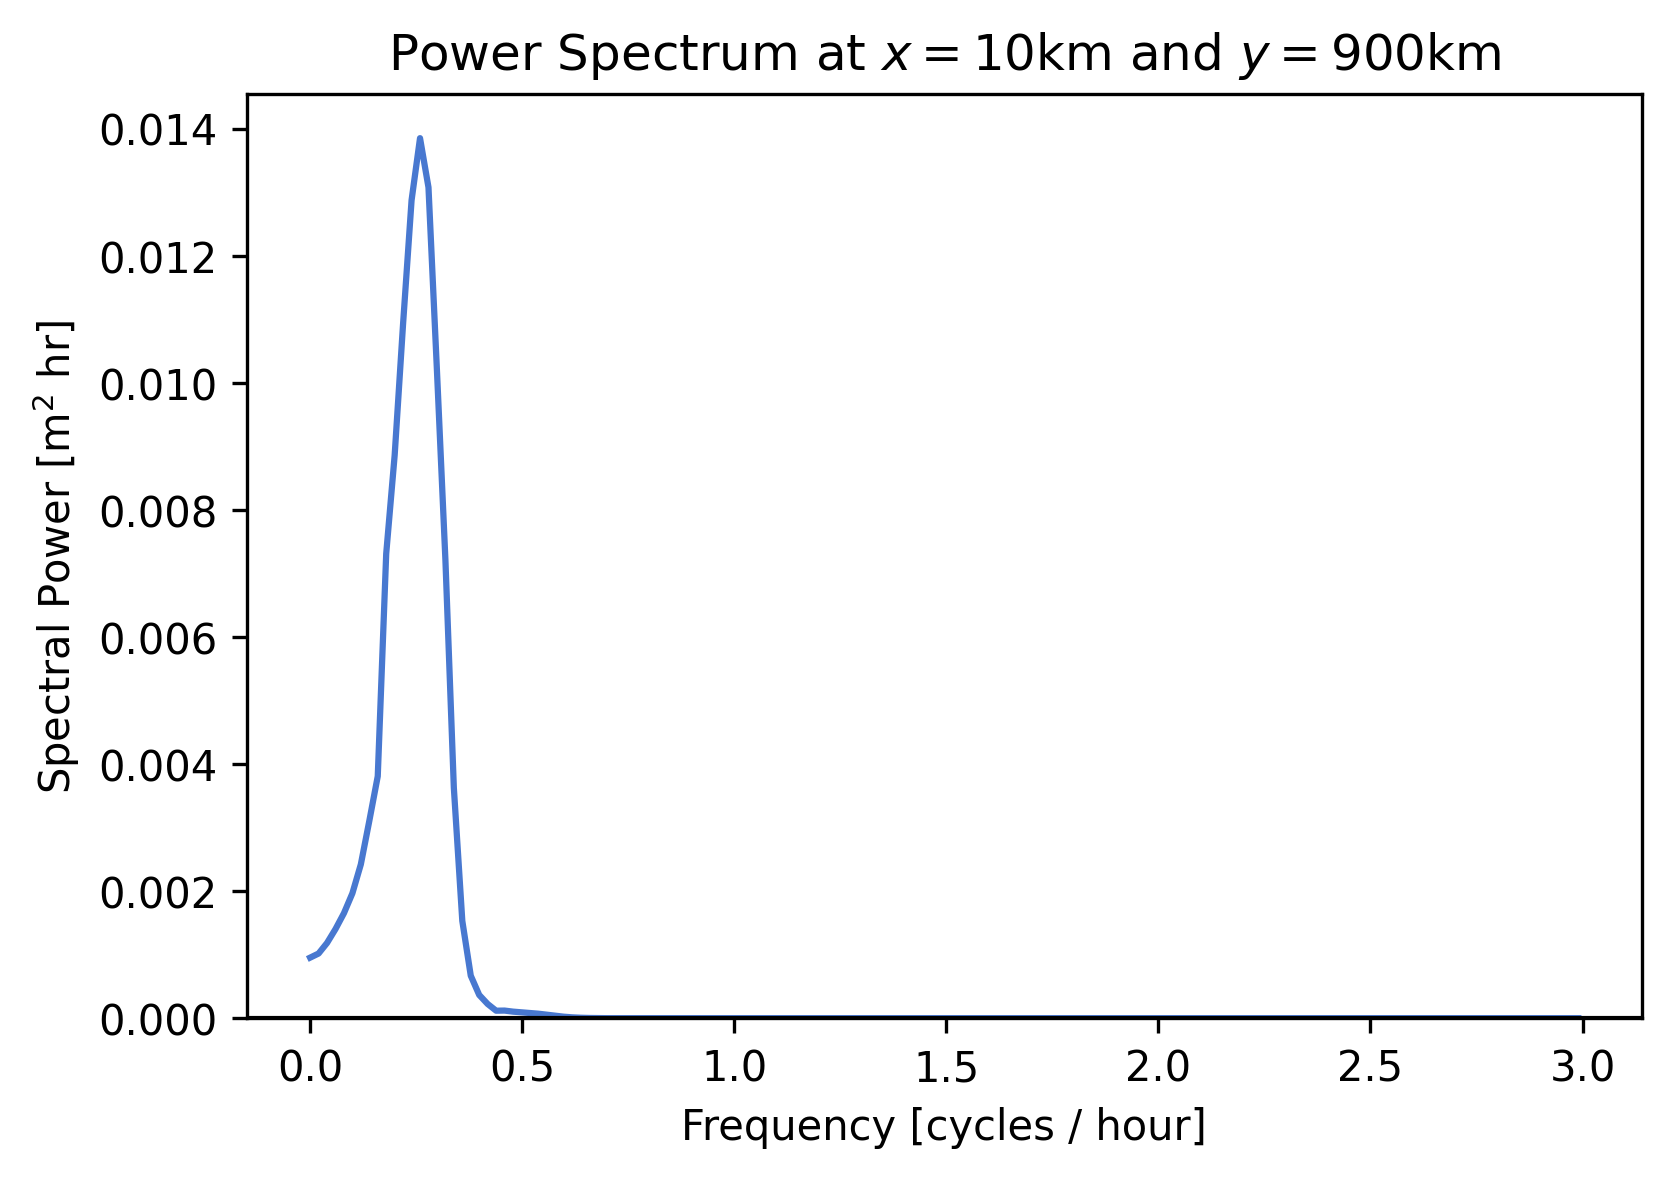 Power Spectrum at x = 10km and y = 900km
Spectral Power [m² hr]
0.014
0.012
0.010
0.008
0.006
0.004
0.002
0.000
0.0 0.5 1.0 1.5 2.0 2.5 3.0
Frequency [cycles / hour]